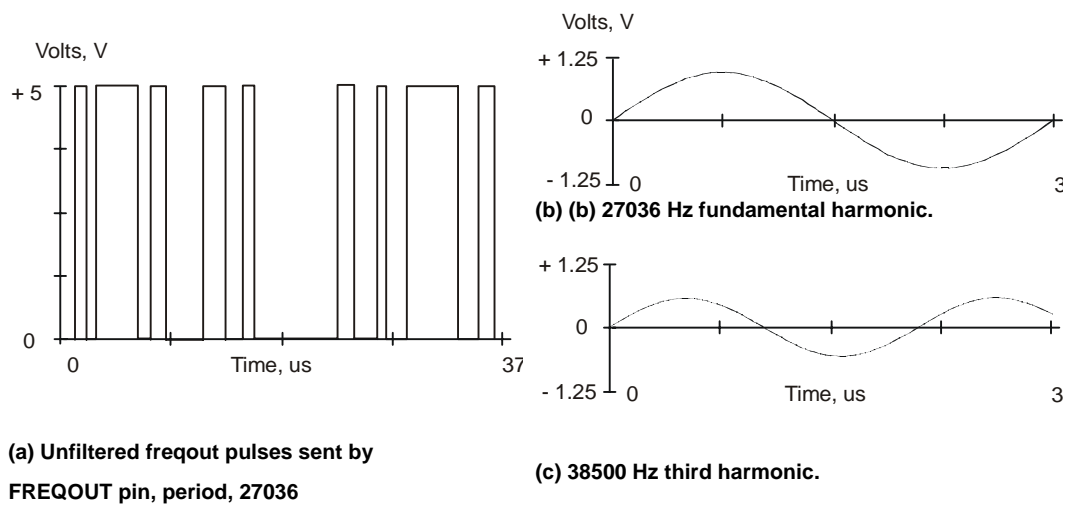 Volts, V
+ 5
0
0
Time, us
37
(a) Unfiltered freqout pulses sent by
FREQOUT pin, period, 27036
Volts, V
+ 1.25
0
- 1.25
0
Time, us
3
(b) (b) 27036 Hz fundamental harmonic.
+ 1.25
0
- 1.25
0
Time, us
3
(c) 38500 Hz third harmonic.